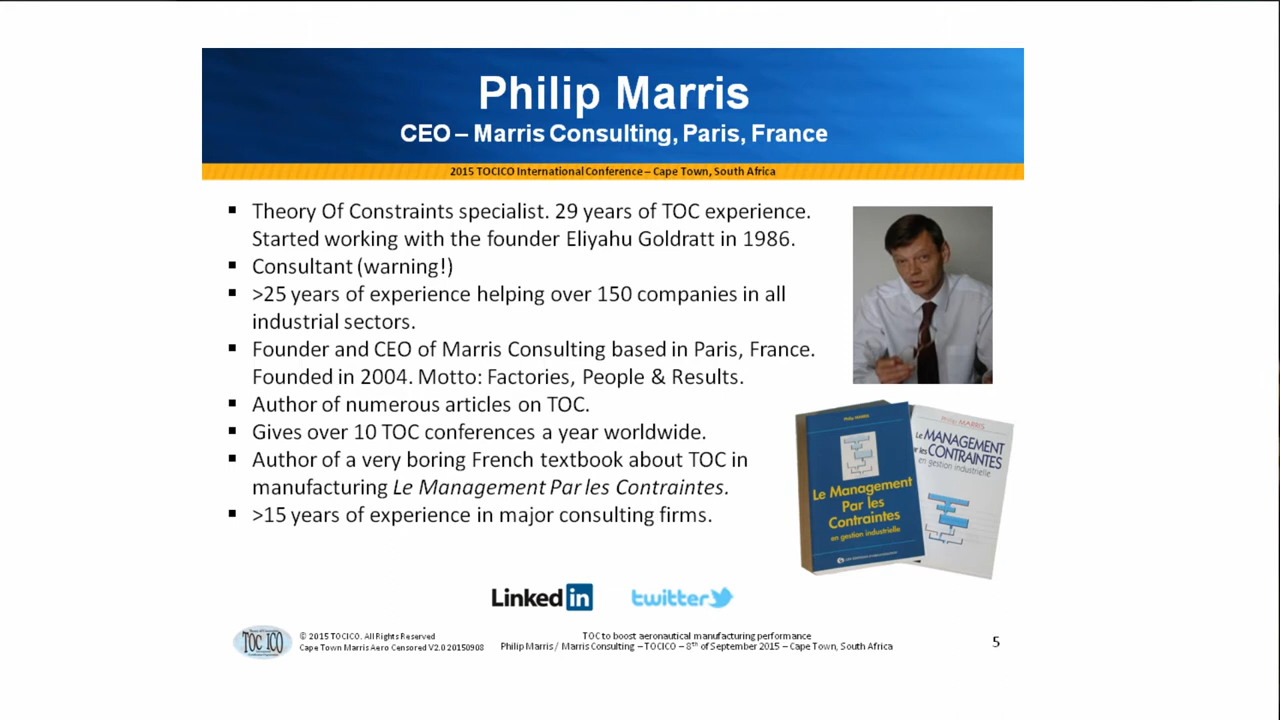 Philip Marris
CEO – Marris Consulting, Paris, France
2015 TOCICO International Conference – Cape Town, South Africa
▪ Theory Of Constraints specialist. 29 years of TOC experience.
Started working with the founder Eliyahu Goldratt in 1986.
▪ Consultant (warning!)
▪ >25 years of experience helping over 150 companies in all
industrial sectors.
▪ Founder and CEO of Marris Consulting based in Paris, France.
Founded in 2004. Motto: Factories, People & Results.
▪ Author of numerous articles on TOC.
▪ Gives over 10 TOC conferences a year worldwide.
▪ Author of a very boring French textbook about TOC in
manufacturing Le Management Par les Contraintes.
▪ >15 years of experience in major consulting firms.
Philip MARRIS
Le Management
Par les
Contraintes
en gestion industrielle
Philip MARRIS
Le MANAGEMENT
Par les CONTRAINTES
en gestion industrielle
Linked in
twitter
TOC ICO
© 2015 TOCICO. All Rights Reserved
Cape Town Marris Aero Censored V2.0 20150908
TOC to boost aeronautical manufacturing performance
Philip Marris / Marris Consulting – TOCICO – 8th of September 2015 – Cape Town, South Africa
5